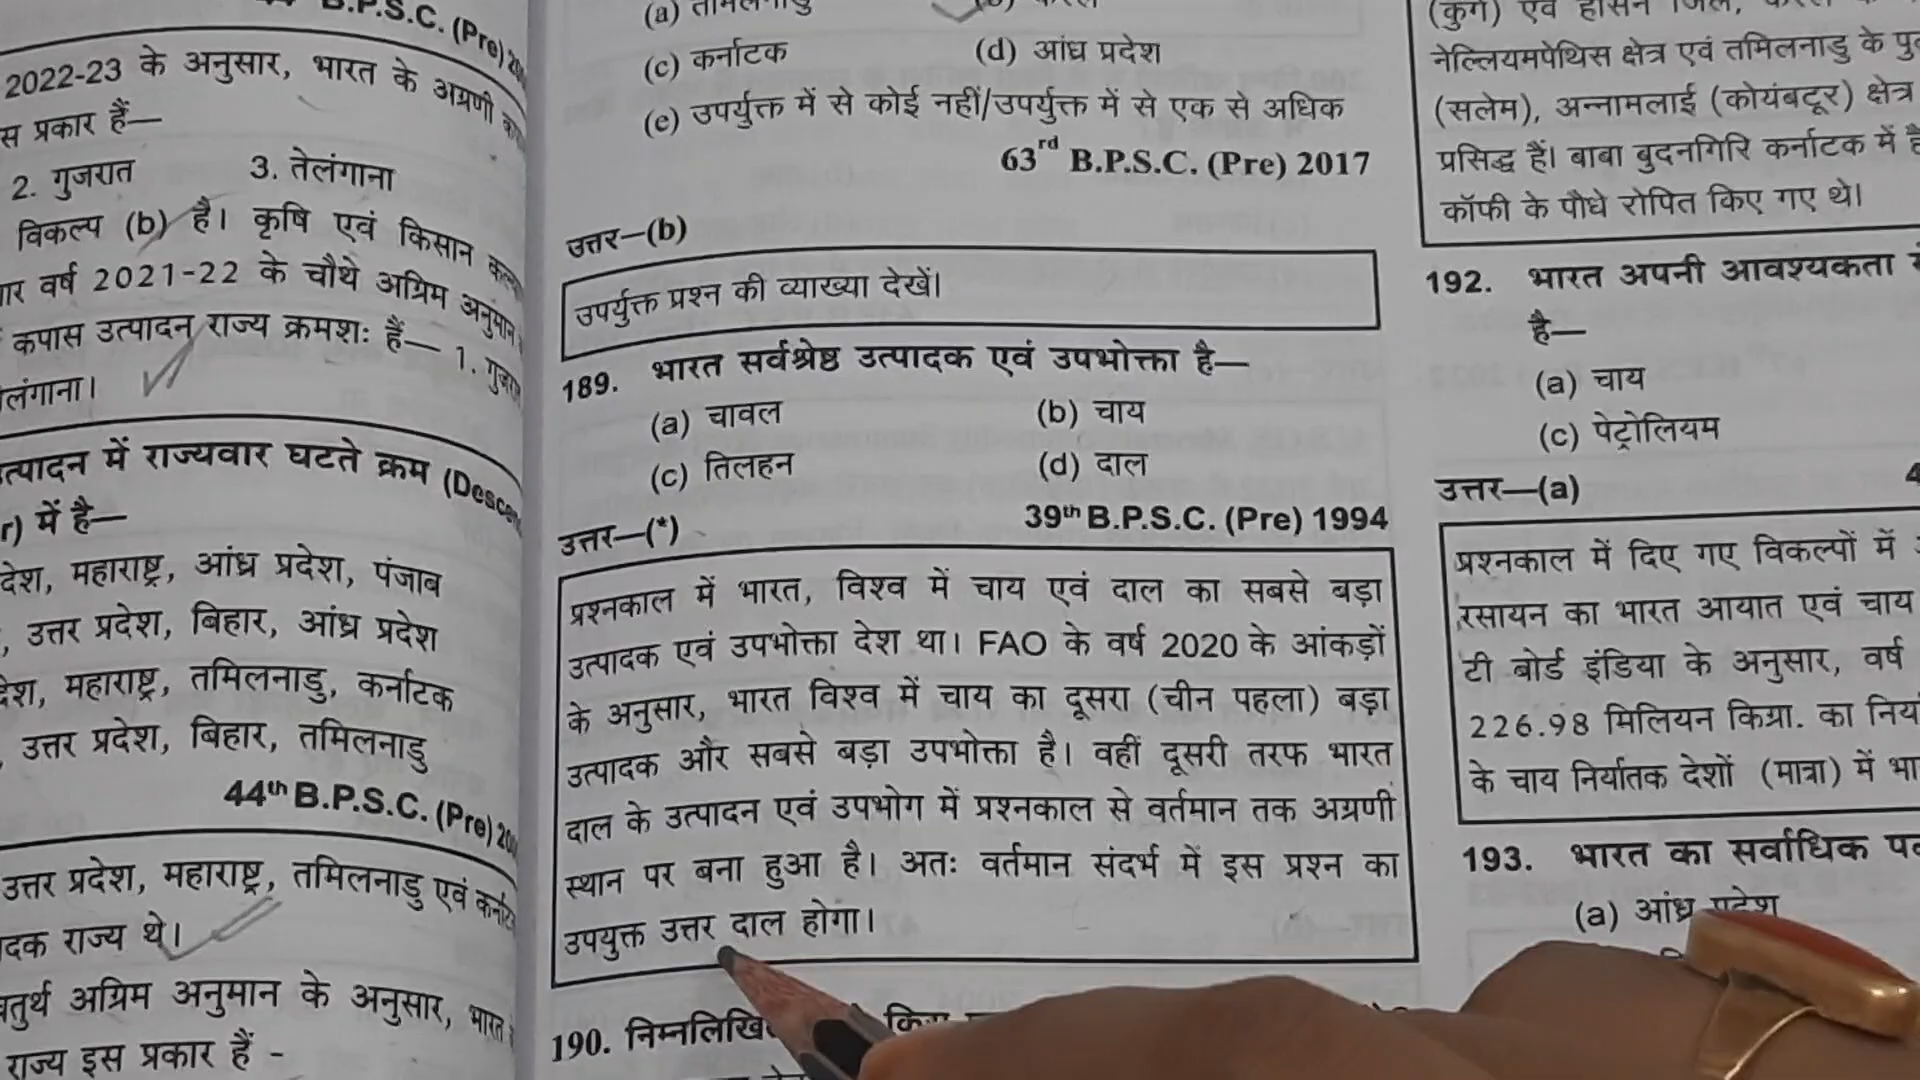 B.P.S.C. (Pre)
2022-23 के अनुसार, भारत के अग्रणी
स प्रकार हैं—
2. गुजरात 3. तेलंगाना
विकल्प (b) है। कृषि एवं किसान
ार वर्ष 2021-22 के चौथे अग्रिम अनुमान
कपास उत्पादन राज्य क्रमशः हैं— 1.
लंगाना।
त्पादन में राज्यवार घटते क्रम
r) में है—
देश, महाराष्ट्र, आंध्र प्रदेश, पंजाब
, उत्तर प्रदेश, बिहार, आंध्र प्रदेश
देश, महाराष्ट्र, तमिलनाडु, कर्नाटक
, उत्तर प्रदेश, बिहार, तमिलनाडु
44th B.P.S.C. (Pre)
उत्तर प्रदेश, महाराष्ट्र, तमिलनाडु एवं
दक राज्य थे।
चतुर्थ अग्रिम अनुमान के अनुसार, भारत
राज्य इस प्रकार हैं -
(a) तमिलनाडु
(c) कर्नाटक (d) आंध्र प्रदेश
(e) उपर्युक्त में से कोई नहीं/उपर्युक्त में से एक से अधिक
63rd B.P.S.C. (Pre) 2017
उत्तर—(b)
उपर्युक्त प्रश्न की व्याख्या देखें।
189. भारत सर्वश्रेष्ठ उत्पादक एवं उपभोक्ता है—
(a) चावल (b) चाय
(c) तिलहन (d) दाल
39th B.P.S.C. (Pre) 1994
उत्तर—(*)
प्रश्नकाल में भारत, विश्व में चाय एवं दाल का सबसे बड़ा
उत्पादक एवं उपभोक्ता देश था। FAO के वर्ष 2020 के आंकड़ों
के अनुसार, भारत विश्व में चाय का दूसरा (चीन पहला) बड़ा
उत्पादक और सबसे बड़ा उपभोक्ता है। वहीं दूसरी तरफ भारत
दाल के उत्पादन एवं उपभोग में प्रश्नकाल से वर्तमान तक अग्रणी
स्थान पर बना हुआ है। अतः वर्तमान संदर्भ में इस प्रश्न का
उपयुक्त उत्तर दाल होगा।
190.
(कुर्ग) एवं हासन जिले,
नेल्लियमपेथिस क्षेत्र एवं तमिलनाडु के
(सलेम), अन्नामलाई (कोयंबटूर) क्षेत्र
प्रसिद्ध हैं। बाबा बुदनगिरि कर्नाटक में
कॉफी के पौधे रोपित किए गए थे।
192. भारत अपनी आवश्यकता
है—
(a) चाय
(c) पेट्रोलियम
उत्तर—(a)
प्रश्नकाल में दिए गए विकल्पों में
रसायन का भारत आयात एवं चाय
टी बोर्ड इंडिया के अनुसार, वर्ष
226.98 मिलियन किग्रा. का
के चाय निर्यातक देशों (मात्रा) में
193. भारत का सर्वाधिक
(a) आंध्र प्रदेश